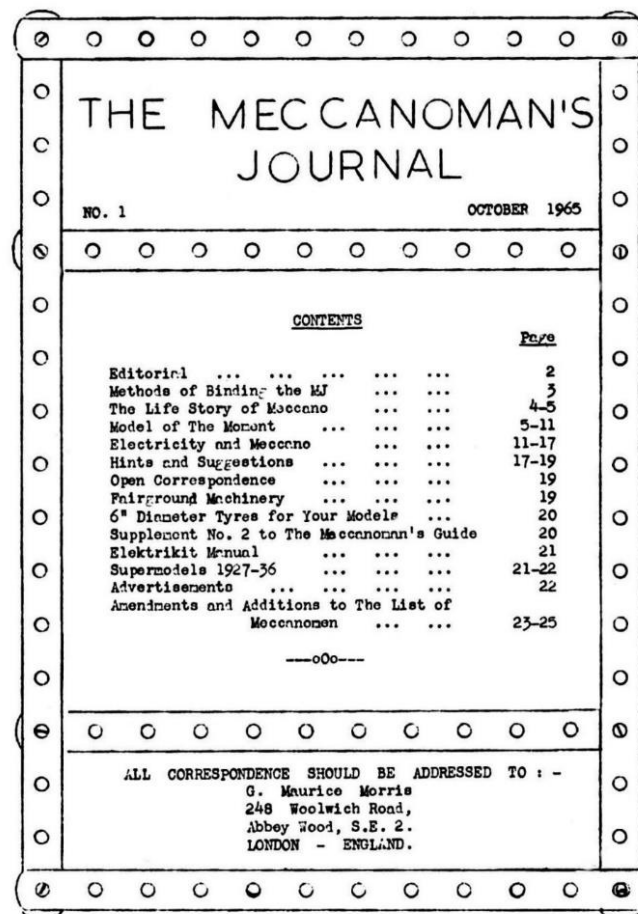 THE MECCANOMAN'S
JOURNAL
NO. 1 OCTOBER 1965
CONTENTS
Page
Editorial ... ... ... ... ... 2
Methods of Binding the MJ ... ... 3
The Life Story of Meccano ... ... 4-5
Model of The Moment ... ... ... 5-11
Electricity and Meccano ... ... 11-17
Hints and Suggestions ... ... ... 17-19
Open Correspondence ... ... ... 19
Fairground Machinery ... ... ... 19
6" Diameter Tyres for Your Models ... 20
Supplement No. 2 to The Meccanoman's Guide 20
Elektrikit Manual ... ... ... 21
Supermodels 1927-36 ... ... ... 21-22
Advertisements ... ... ... ... 22
Amendments and Additions to The List of
Meccanomen ... ... 23-25
---oOo---
ALL CORRESPONDENCE SHOULD BE ADDRESSED TO : -
G. Maurice Morris
248 Woolwich Road,
Abbey Wood, S.E. 2.
LONDON - ENGLAND.